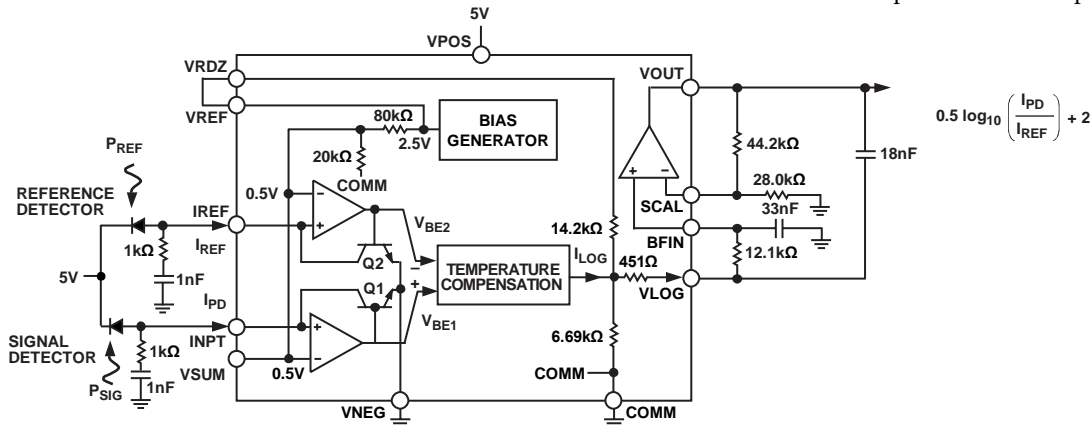 5V
VPOS
VRDZ
VREF
80kΩ
2.5V
BIAS
GENERATOR
20kΩ
COMM
VOUT
44.2kΩ
18nF
0.5 log10 (IPD/IREF) + 2
28.0kΩ
SCAL
33nF
BFIN
12.1kΩ
PREF
REFERENCE
DETECTOR
0.5V
IREF
IREF
1kΩ
1nF
VBE2
Q2
14.2kΩ
ILOG
451Ω
VLOG
TEMPERATURE
COMPENSATION
5V
IPD
Q1
VBE1
INPT
SIGNAL
DETECTOR
1kΩ
1nF
PSIG
VSUM
0.5V
6.69kΩ
COMM
VNEG
COMM